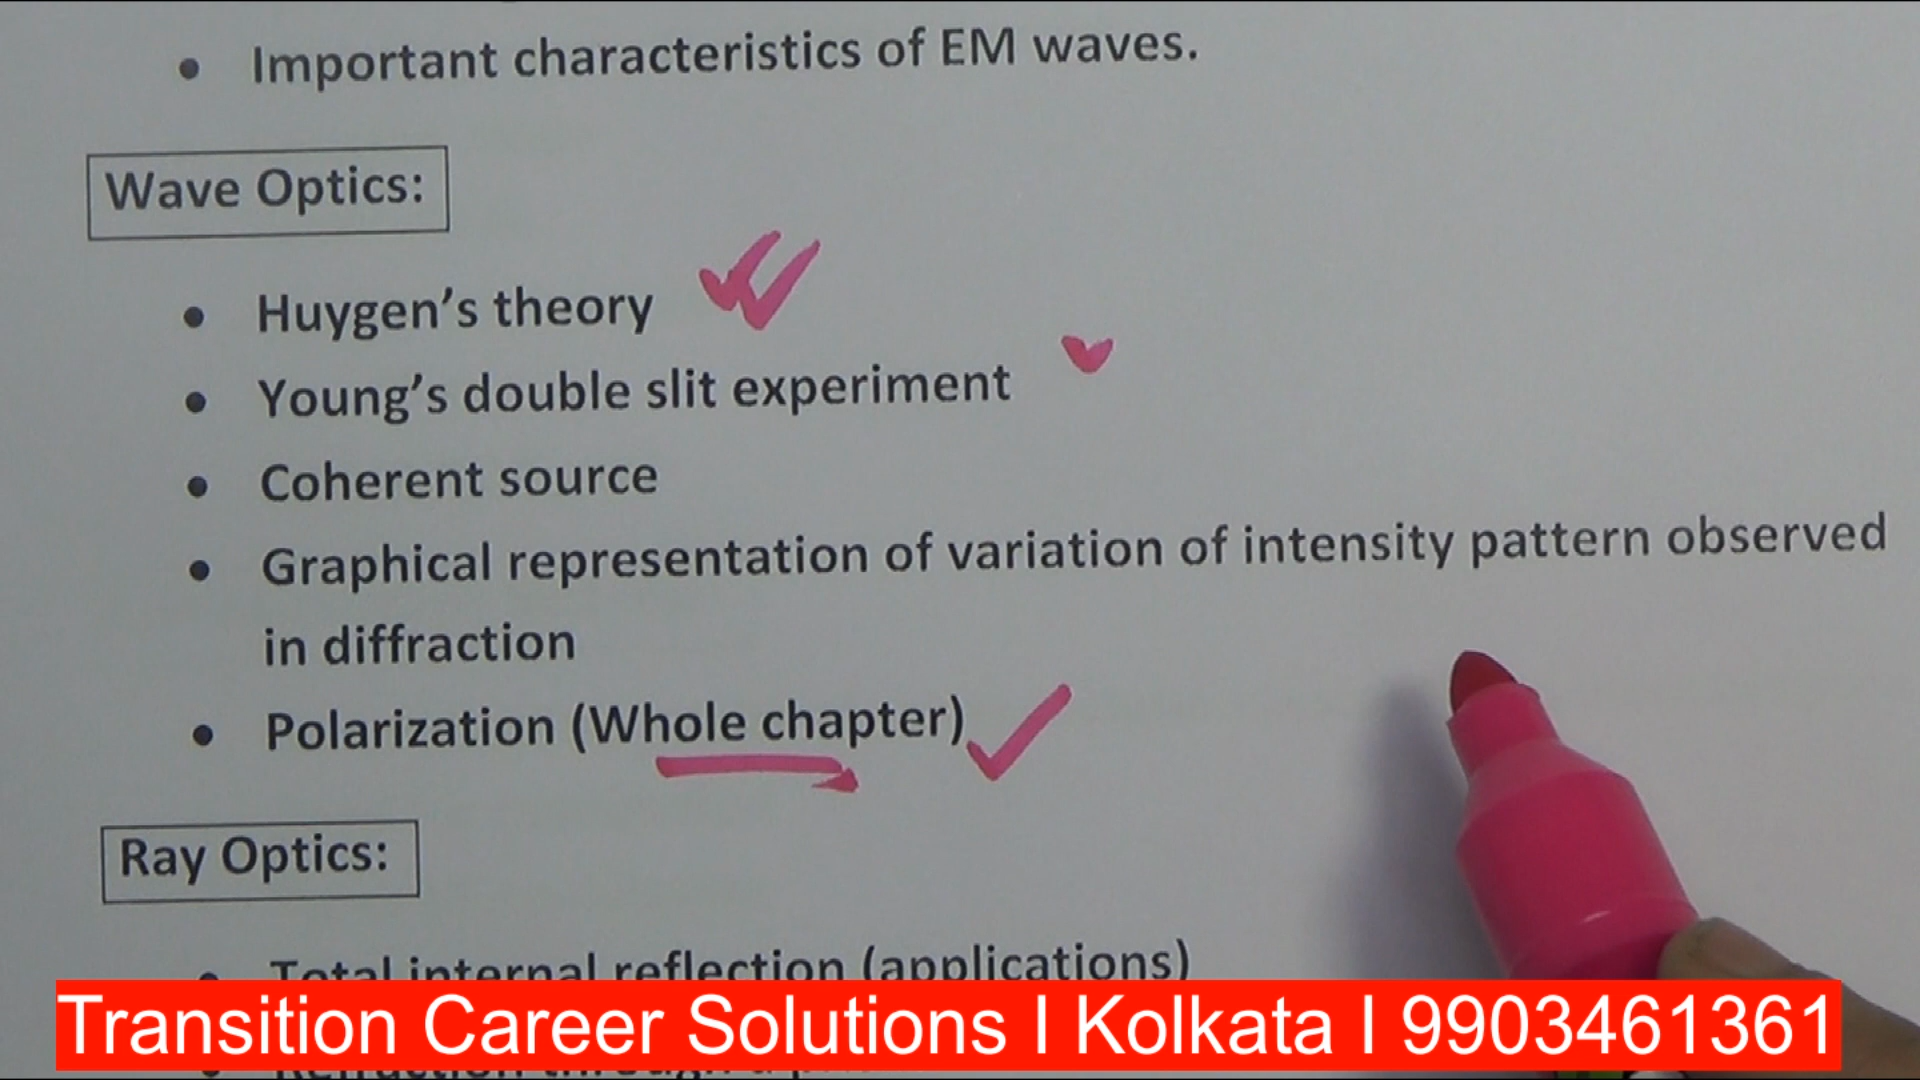 • Important characteristics of EM waves.
Wave Optics:
• Huygen's theory
• Young's double slit experiment
• Coherent source
• Graphical representation of variation of intensity pattern observed
in diffraction
• Polarization (Whole chapter)
Ray Optics:
• Total internal reflection (applications)
Transition Career Solutions I Kolkata I 9903461361